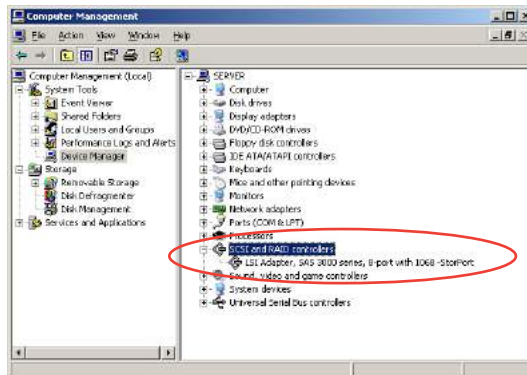 Computer Management
File Action View Window Help
Computer Management (Local)
System Tools
Event Viewer
Shared Folders
Local Users and Groups
Performance Logs and Alerts
Device Manager
Storage
Removable Storage
Disk Defragmenter
Disk Management
Services and Applications
SERVER
Computer
Disk drives
Display adapters
DVD/CD-ROM drives
Floppy disk controllers
IDE ATA/ATAPI controllers
Keyboards
Mice and other pointing devices
Monitors
Network adapters
Ports (COM & LPT)
Processors
SCSI and RAID controllers
LSI Adapter, SAS 3000 series, 8-port with 1068 -StorPort
Sound, video and game controllers
System devices
Universal Serial Bus controllers